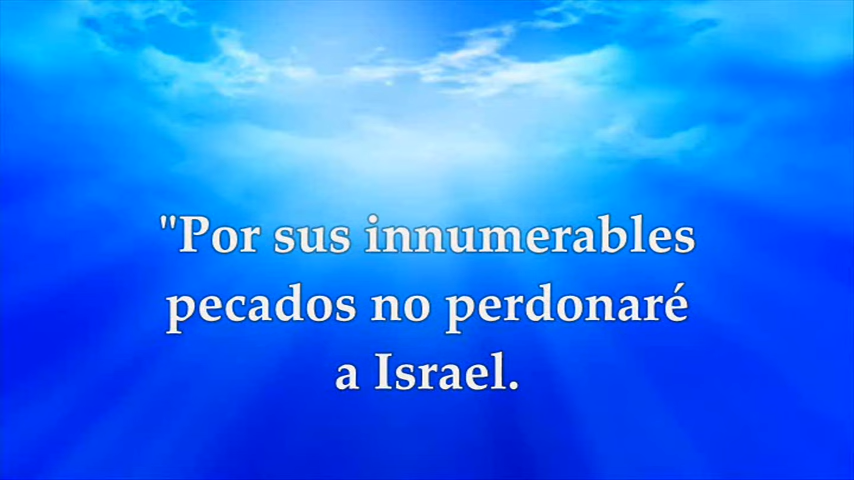 "Por sus innumerables
pecados no perdonaré
a Israel.